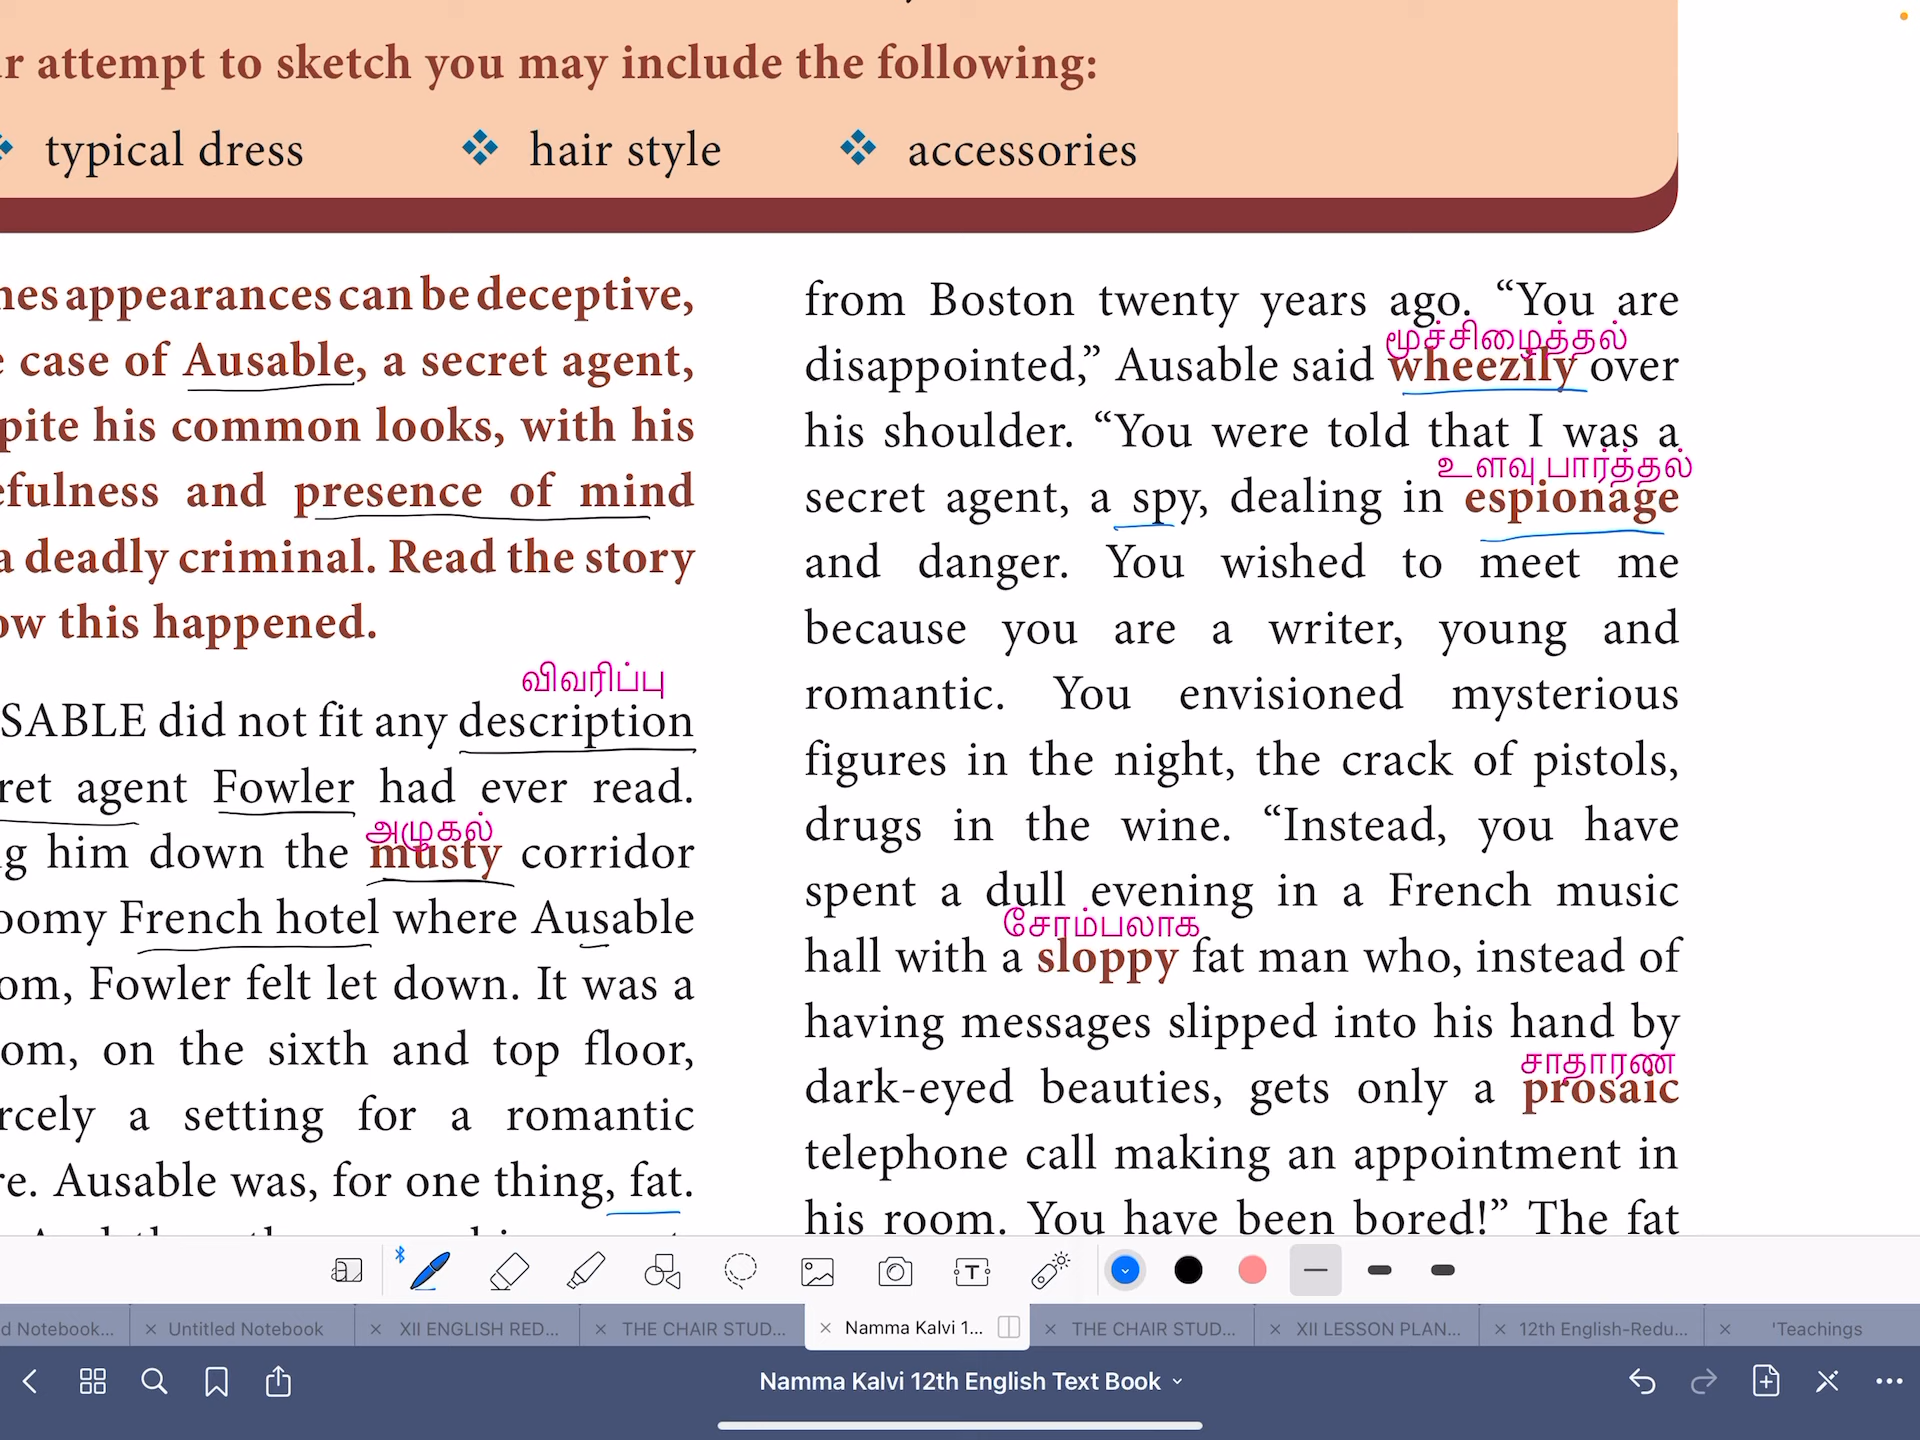 r attempt to sketch you may include the following:
❖ typical dress ❖ hair style ❖ accessories
nes appearances can be deceptive,
e case of Ausable, a secret agent,
pite his common looks, with his
efulness and presence of mind
a deadly criminal. Read the story
ow this happened.
விவரிப்பு
SABLE did not fit any description
ret agent Fowler had ever read.
அழுகல்
g him down the musty corridor
oomy French hotel where Ausable
om, Fowler felt let down. It was a
om, on the sixth and top floor,
rcely a setting for a romantic
re. Ausable was, for one thing, fat.
from Boston twenty years ago. “You are
மூச்சிழைத்தல்
disappointed,” Ausable said wheezily over
his shoulder. “You were told that I was a
உளவு பார்த்தல்
secret agent, a spy, dealing in espionage
and danger. You wished to meet me
because you are a writer, young and
romantic. You envisioned mysterious
figures in the night, the crack of pistols,
drugs in the wine. “Instead, you have
spent a dull evening in a French music
சேரம்பலாக
hall with a sloppy fat man who, instead of
having messages slipped into his hand by
சாதாரண
dark-eyed beauties, gets only a prosaic
telephone call making an appointment in
his room. You have been bored!” The fat
d Notebook... × Untitled Notebook × XII ENGLISH RED... × THE CHAIR STUD... × Namma Kalvi 1... × THE CHAIR STUD... × XII LESSON PLAN... × 12th English-Redu... × 'Teachings
Namma Kalvi 12th English Text Book